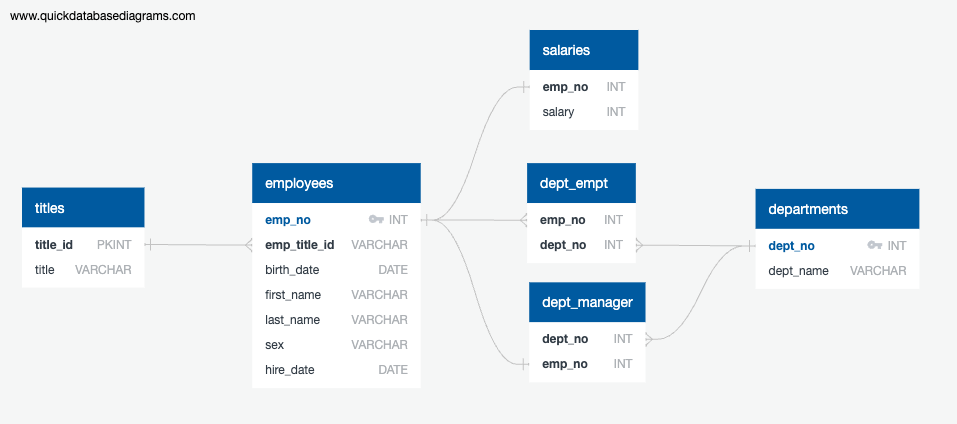 www.quickdatabasediagrams.com
titles
title_id PKINT
title VARCHAR
employees
emp_no INT
emp_title_id VARCHAR
birth_date DATE
first_name VARCHAR
last_name VARCHAR
sex VARCHAR
hire_date DATE
salaries
emp_no INT
salary INT
dept_empt
emp_no INT
dept_no INT
dept_manager
dept_no INT
emp_no INT
departments
dept_no INT
dept_name VARCHAR